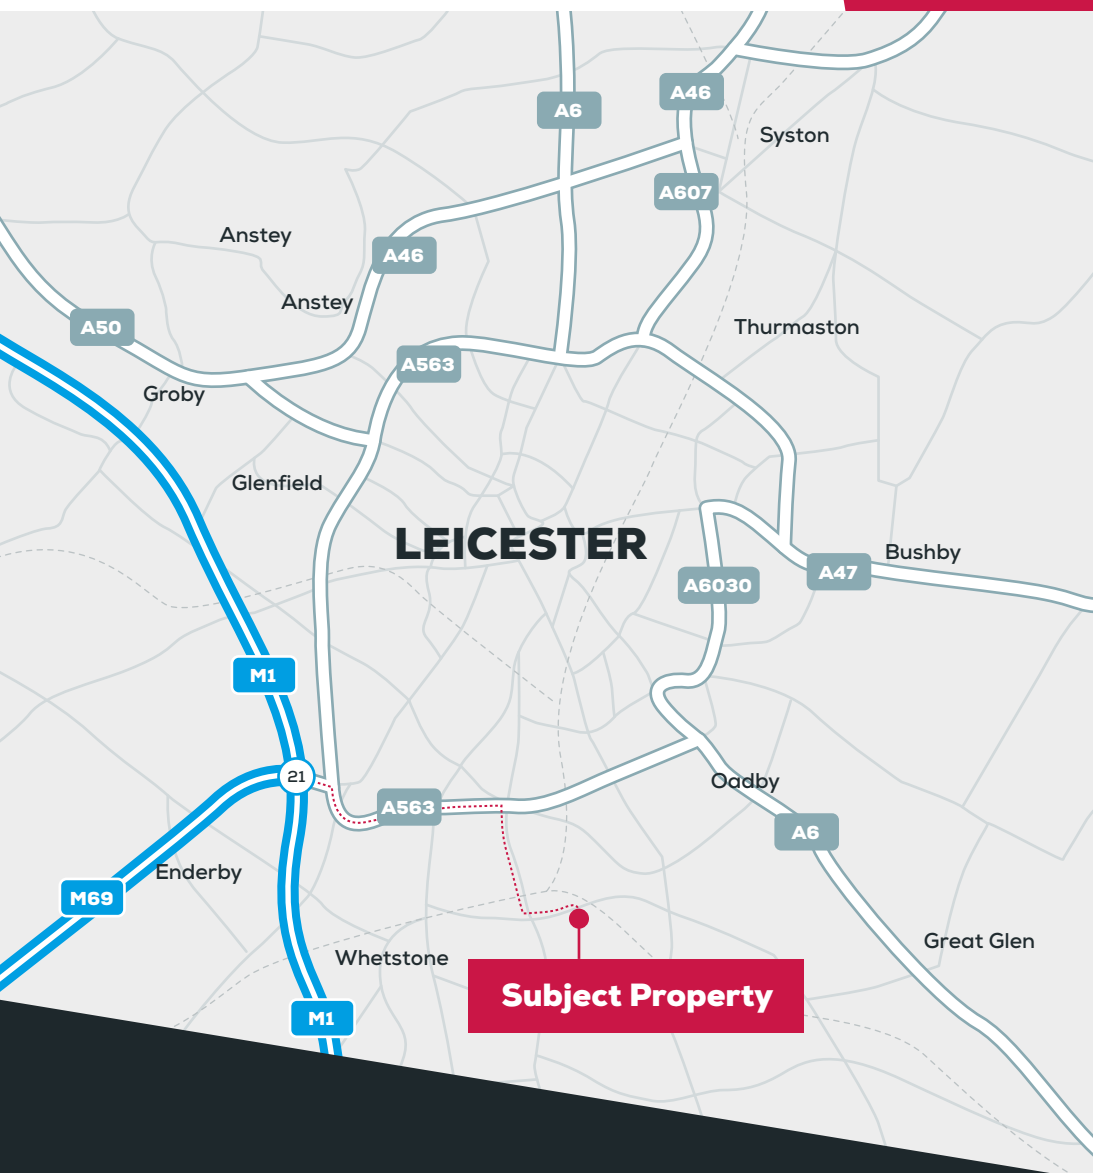 A46
A6
Syston
A607
Anstey
A46
Anstey
A50
Thurmaston
A563
Groby
Glenfield
LEICESTER
Bushby
A47
A6030
M1
21
Oadby
A563
A6
Enderby
M69
Great Glen
Whetstone
Subject Property
M1